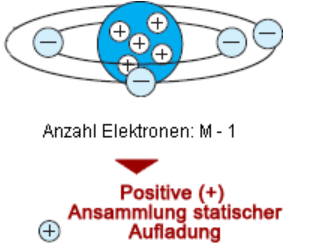 Anzahl Elektronen: M - 1
Positive (+)
Ansammlung statischer
Aufladung